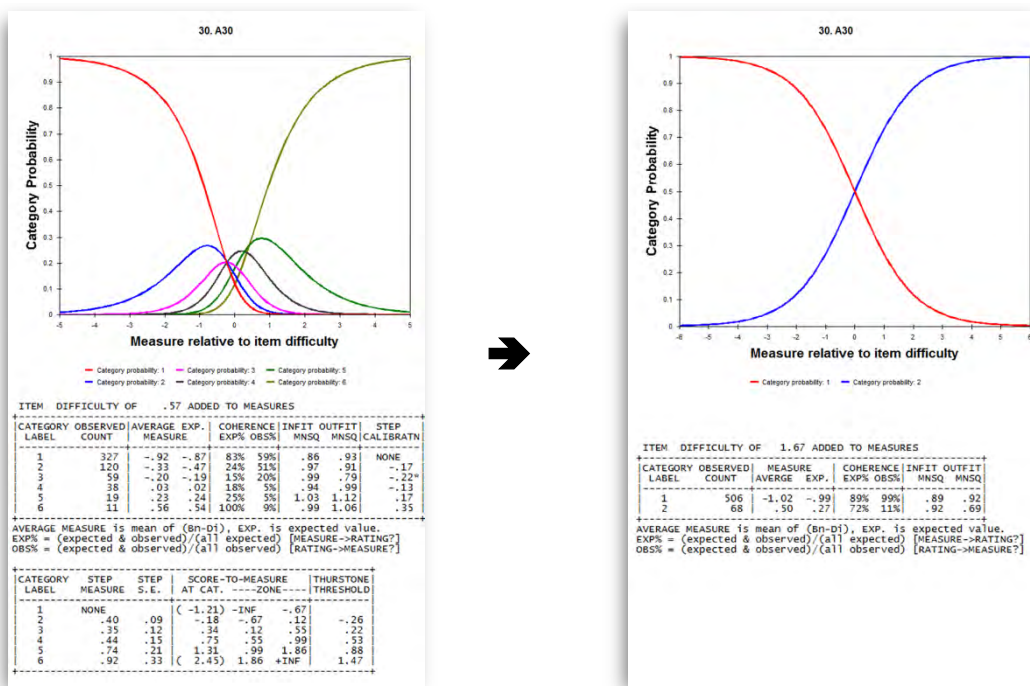 30. A30
Category Probability
1
0.9
0.8
0.7
0.6
0.5
0.4
0.3
0.2
0.1
0
-5 -4 -3 -2 -1 0 1 2 3 4 5
Measure relative to item difficulty
Category probability: 1 Category probability: 3 Category probability: 5
Category probability: 2 Category probability: 4 Category probability: 6
ITEM DIFFICULTY OF .57 ADDED TO MEASURES
|CATEGORY OBSERVED|AVERAGE EXP.| COHERENCE|INFIT OUTFIT| STEP |
| LABEL COUNT | MEASURE | EXP% OBS%| MNSQ MNSQ|CALIBRATN|
| 1 327 | -.92 -.87| 83% 59%| .86 .93| NONE |
| 2 120 | -.33 -.47| 24% 51%| .97 .91| -.17 |
| 3 59 | -.20 -.19| 15% 20%| .99 .79| -.22*|
| 4 38 | .03 .02| 18% 5%| .94 .99| -.13 |
| 5 19 | .23 .24| 25% 5%| 1.03 1.12| .17 |
| 6 11 | .56 .54| 100% 9%| .99 1.06| .35 |
AVERAGE MEASURE is mean of (Bn-Di), EXP. is expected value.
EXP% = (expected & observed)/(all expected) [MEASURE->RATING?]
OBS% = (expected & observed)/(all observed) [RATING->MEASURE?]
|CATEGORY STEP STEP | SCORE-TO-MEASURE |THURSTONE|
| LABEL MEASURE S.E. | AT CAT. ----ZONE----|THRESHOLD|
| 1 NONE |( -1.21) -INF -.67| |
| 2 .40 .09 | -.18 -.67 .12| -.26 |
| 3 .35 .12 | .34 .12 .55| .22 |
| 4 .44 .15 | .75 .55 .99| .53 |
| 5 .74 .21 | 1.31 .99 1.86| .88 |
| 6 .92 .33 |( 2.45) 1.86 +INF | 1.47 |
30. A30
Category Probability
1
0.9
0.8
0.7
0.6
0.5
0.4
0.3
0.2
0.1
0
-6 -5 -4 -3 -2 -1 0 1 2 3 4 5 6
Measure relative to item difficulty
Category probability: 1 Category probability: 2
ITEM DIFFICULTY OF 1.67 ADDED TO MEASURES
|CATEGORY OBSERVED| MEASURE | COHERENCE|INFIT OUTFIT|
| LABEL COUNT |AVERGE EXP.| EXP% OBS%| MNSQ MNSQ|
| 1 506 | -1.02 -.99| 89% 99%| .89 .92|
| 2 68 | .50 .27| 72% 11%| .92 .69|
AVERAGE MEASURE is mean of (Bn-Di), EXP. is expected value.
EXP% = (expected & observed)/(all expected) [MEASURE->RATING?]
OBS% = (expected & observed)/(all observed) [RATING->MEASURE?]